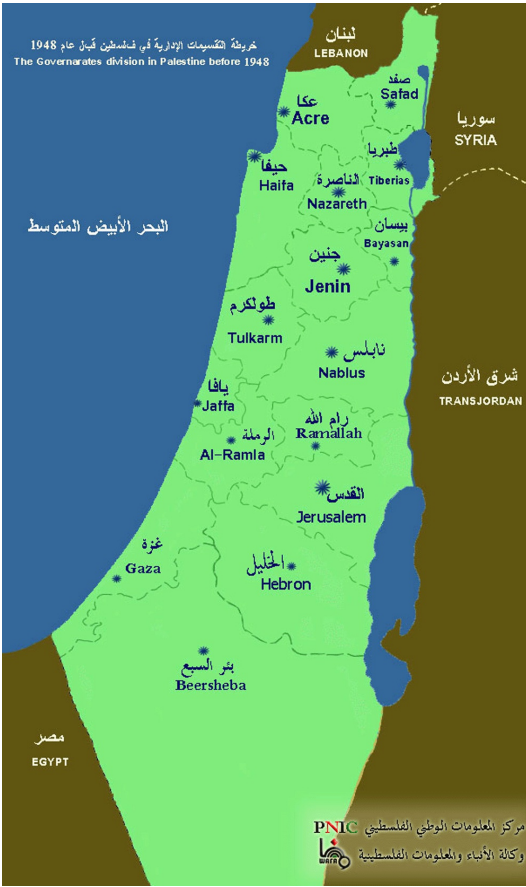 خريطة التقسيمات الإدارية في فلسطين قبل عام 1948
The Governarates division in Palestine before 1948
لبنان
LEBANON
صفد
Safad
عكا
Acre
سوريا
SYRIA
طبريا
Tiberias
حيفا
Haifa
الناصرة
Nazareth
البحر الأبيض المتوسط
بيسان
Bayasan
جنين
Jenin
طولكرم
Tulkarm
نابلس
Nablus
شرق الأردن
TRANSJORDAN
يافا
Jaffa
رام الله
Ramallah
الرملة
Al-Ramla
القدس
Jerusalem
غزة
Gaza
الخليل
Hebron
بئر السبع
Beersheba
مصر
EGYPT
مركز المعلومات الوطني الفلسطيني PNIC
وكالة الأنباء والمعلومات الفلسطينية وفا WAFA